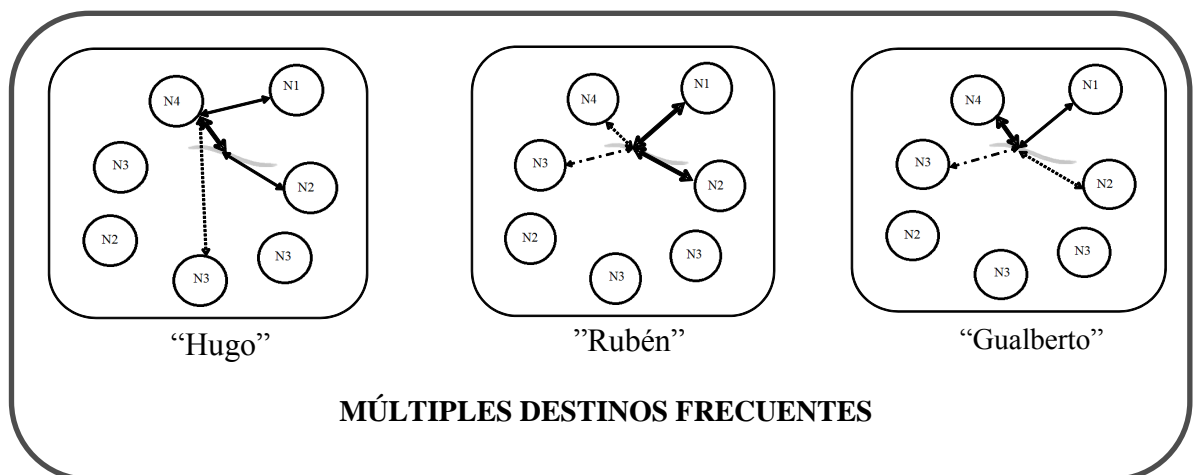 N4
N1
N3
N2
N2
N3
N3
“Hugo”
N4
N1
N3
N2
N2
N3
N3
”Rubén”
N4
N1
N3
N2
N2
N3
N3
“Gualberto”
MÚLTIPLES DESTINOS FRECUENTES